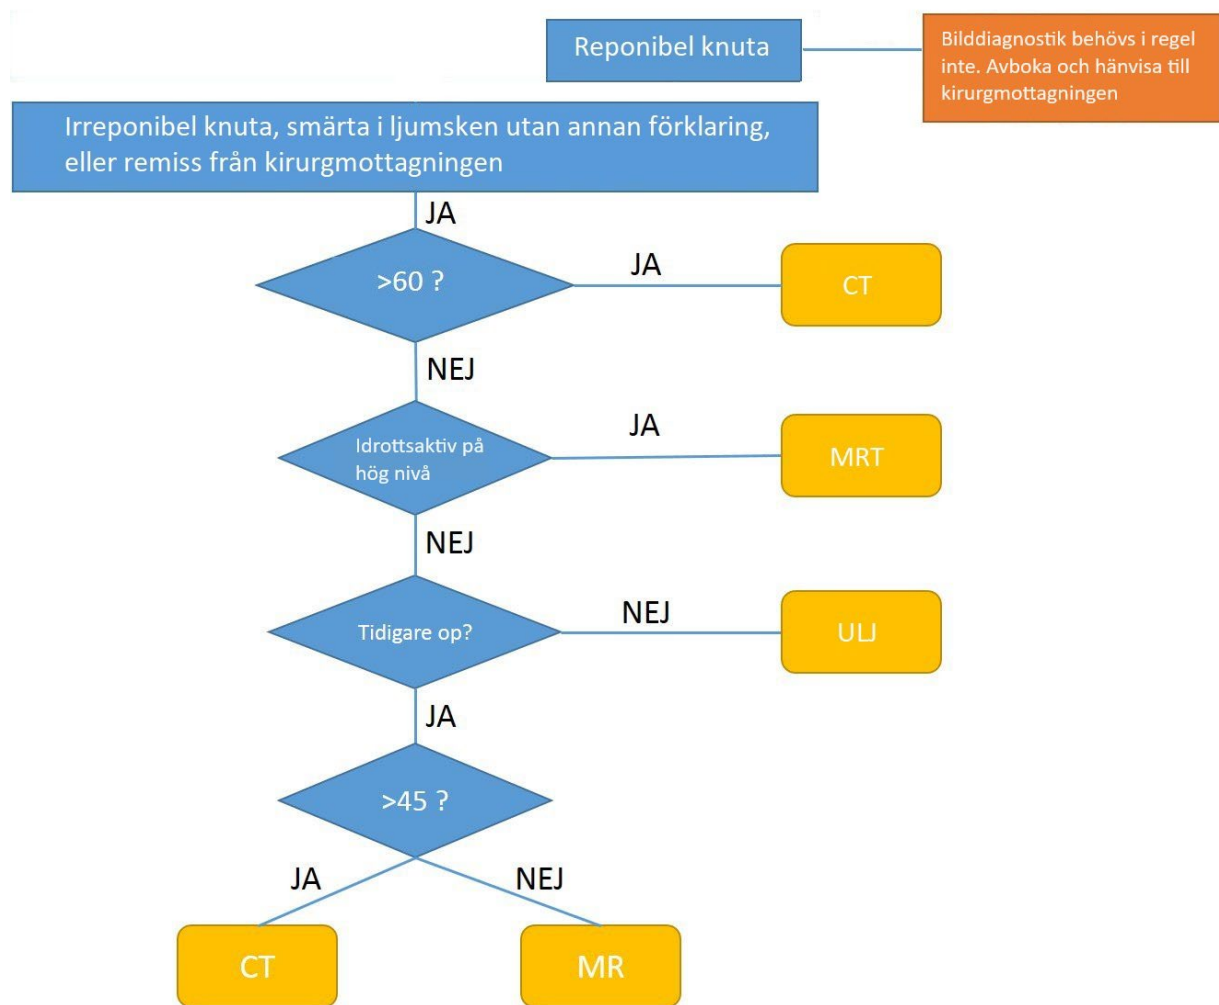 Reponibel knuta
Bilddiagnostik behövs i regel
inte. Avboka och hänvisa till
kirurgmottagningen
Irreponibel knuta, smärta i ljumsken utan annan förklaring,
eller remiss från kirurgmottagningen
JA
>60 ?
JA
CT
NEJ
Idrottsaktiv på
hög nivå
JA
MRT
NEJ
Tidigare op?
NEJ
ULJ
JA
>45 ?
JA
NEJ
CT
MR